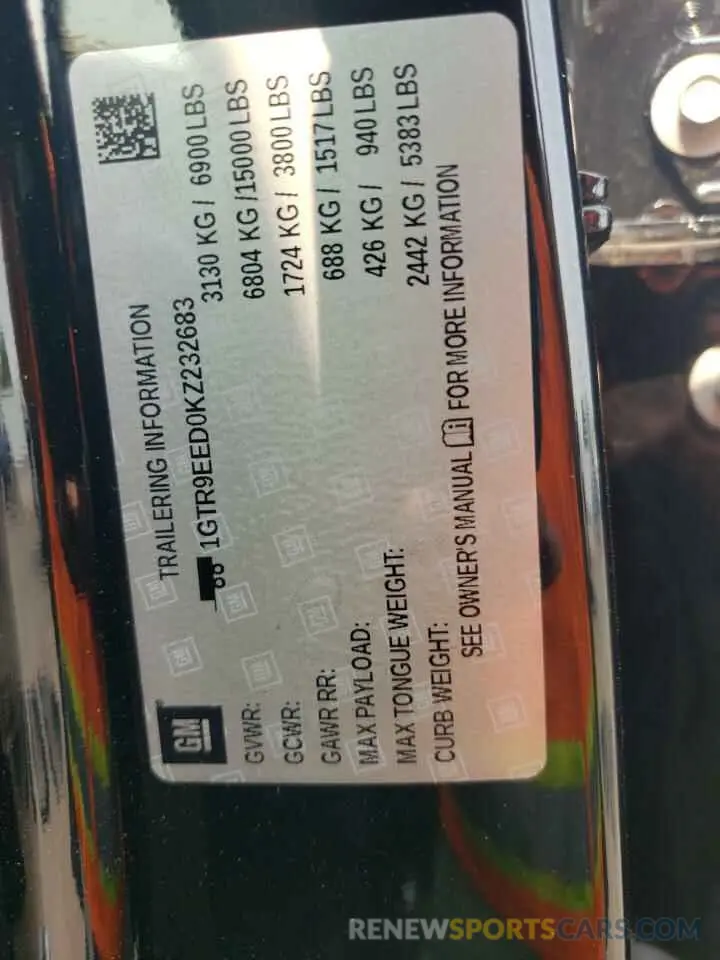 GM
TRAILERING INFORMATION
1GTR9EED0KZ232683
GVWR: 3130 KG / 6900 LBS
GCWR: 6804 KG /15000 LBS
GAWR RR: 1724 KG / 3800 LBS
MAX PAYLOAD: 688 KG / 1517 LBS
MAX TONGUE WEIGHT: 426 KG / 940 LBS
CURB WEIGHT: 2442 KG / 5383 LBS
SEE OWNER'S MANUAL FOR MORE INFORMATION
RENEWSPORTSCARS.COM